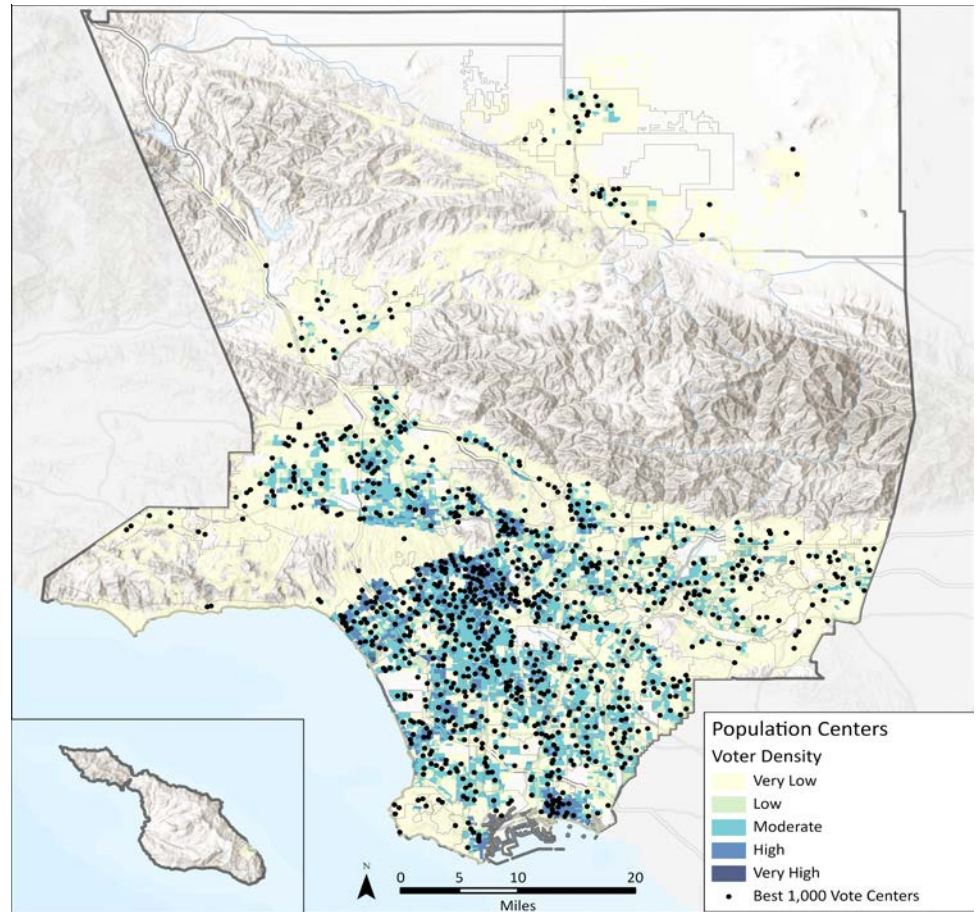 Population Centers
Voter Density
Very Low
Low
Moderate
High
Very High
Best 1,000 Vote Centers
N
0 5 10 20
Miles